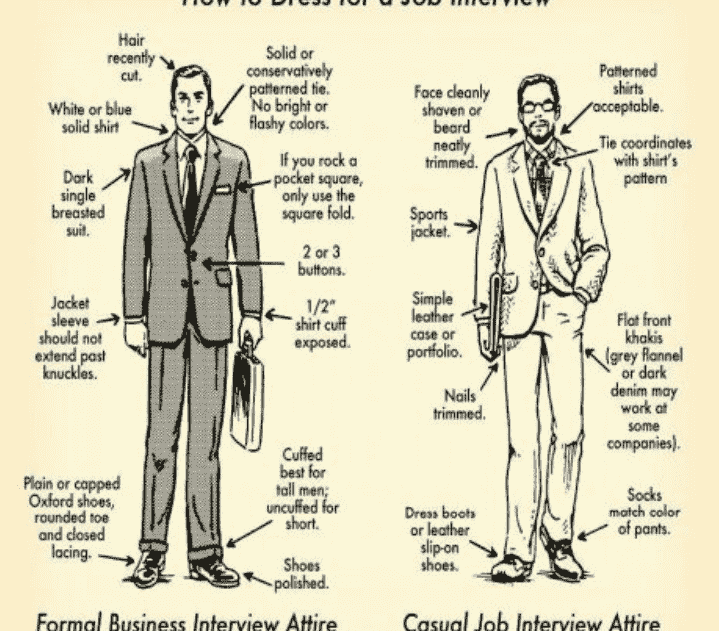 How to Dress for a Job Interview
Hair
recently
cut.
Solid or
conservatively
patterned tie.
No bright or
flashy colors.
White or blue
solid shirt
If you rock a
pocket square,
only use the
square fold.
Dark
single
breasted
suit.
2 or 3
buttons.
Jacket
sleeve
should not
extend past
knuckles.
1/2"
shirt cuff
exposed.
Cuffed
best for
tall men;
uncuffed for
short.
Plain or capped
Oxford shoes,
rounded toe
and closed
lacing.
Shoes
polished.
Formal Business Interview Attire
Face cleanly
shaven or
beard
neatly
trimmed.
Patterned
shirts
acceptable.
Tie coordinates
with shirt's
pattern
Sports
jacket.
Simple
leather
case or
portfolio.
Nails
trimmed.
Flat front
khakis
(grey flannel
or dark
denim may
work at
some
companies).
Dress boots
or leather
slip-on
shoes.
Socks
match color
of pants.
Casual Job Interview Attire